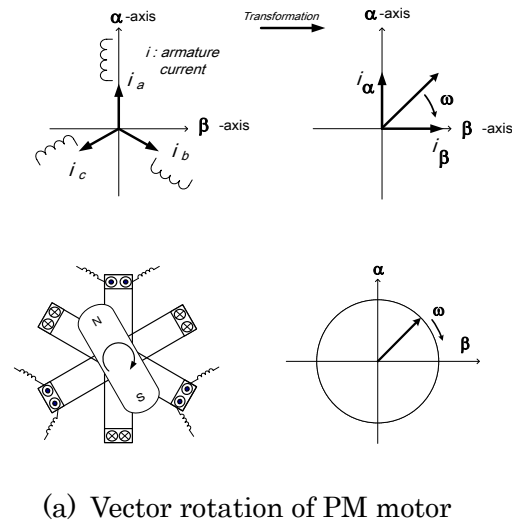 α -axis
Transformation
α -axis
i : armature
current
i a
i α
ω
β -axis
β -axis
i b
i c
i β
N
S
α
ω
β
(a) Vector rotation of PM motor